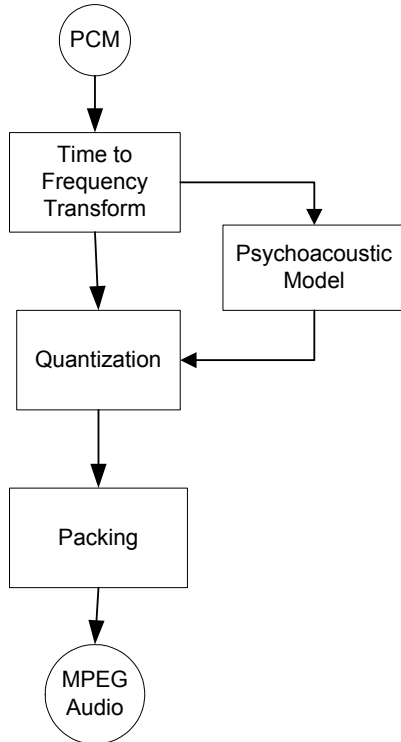 PCM
Time to
Frequency
Transform
Psychoacoustic
Model
Quantization
Packing
MPEG
Audio